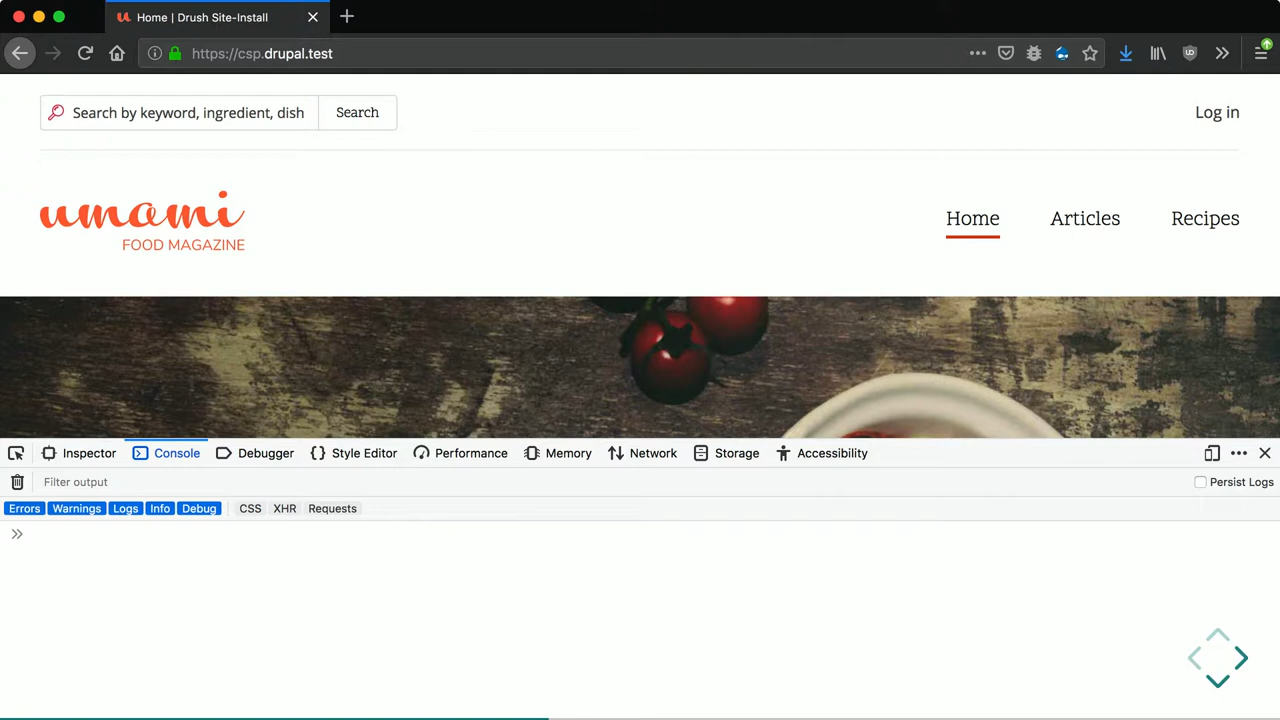 Home | Drush Site-Install
https://csp.drupal.test
Search by keyword, ingredient, dish
Search
Log in
umami
FOOD MAGAZINE
Home
Articles
Recipes
Inspector
Console
Debugger
Style Editor
Performance
Memory
Network
Storage
Accessibility
Filter output
Persist Logs
Errors
Warnings
Logs
Info
Debug
CSS
XHR
Requests